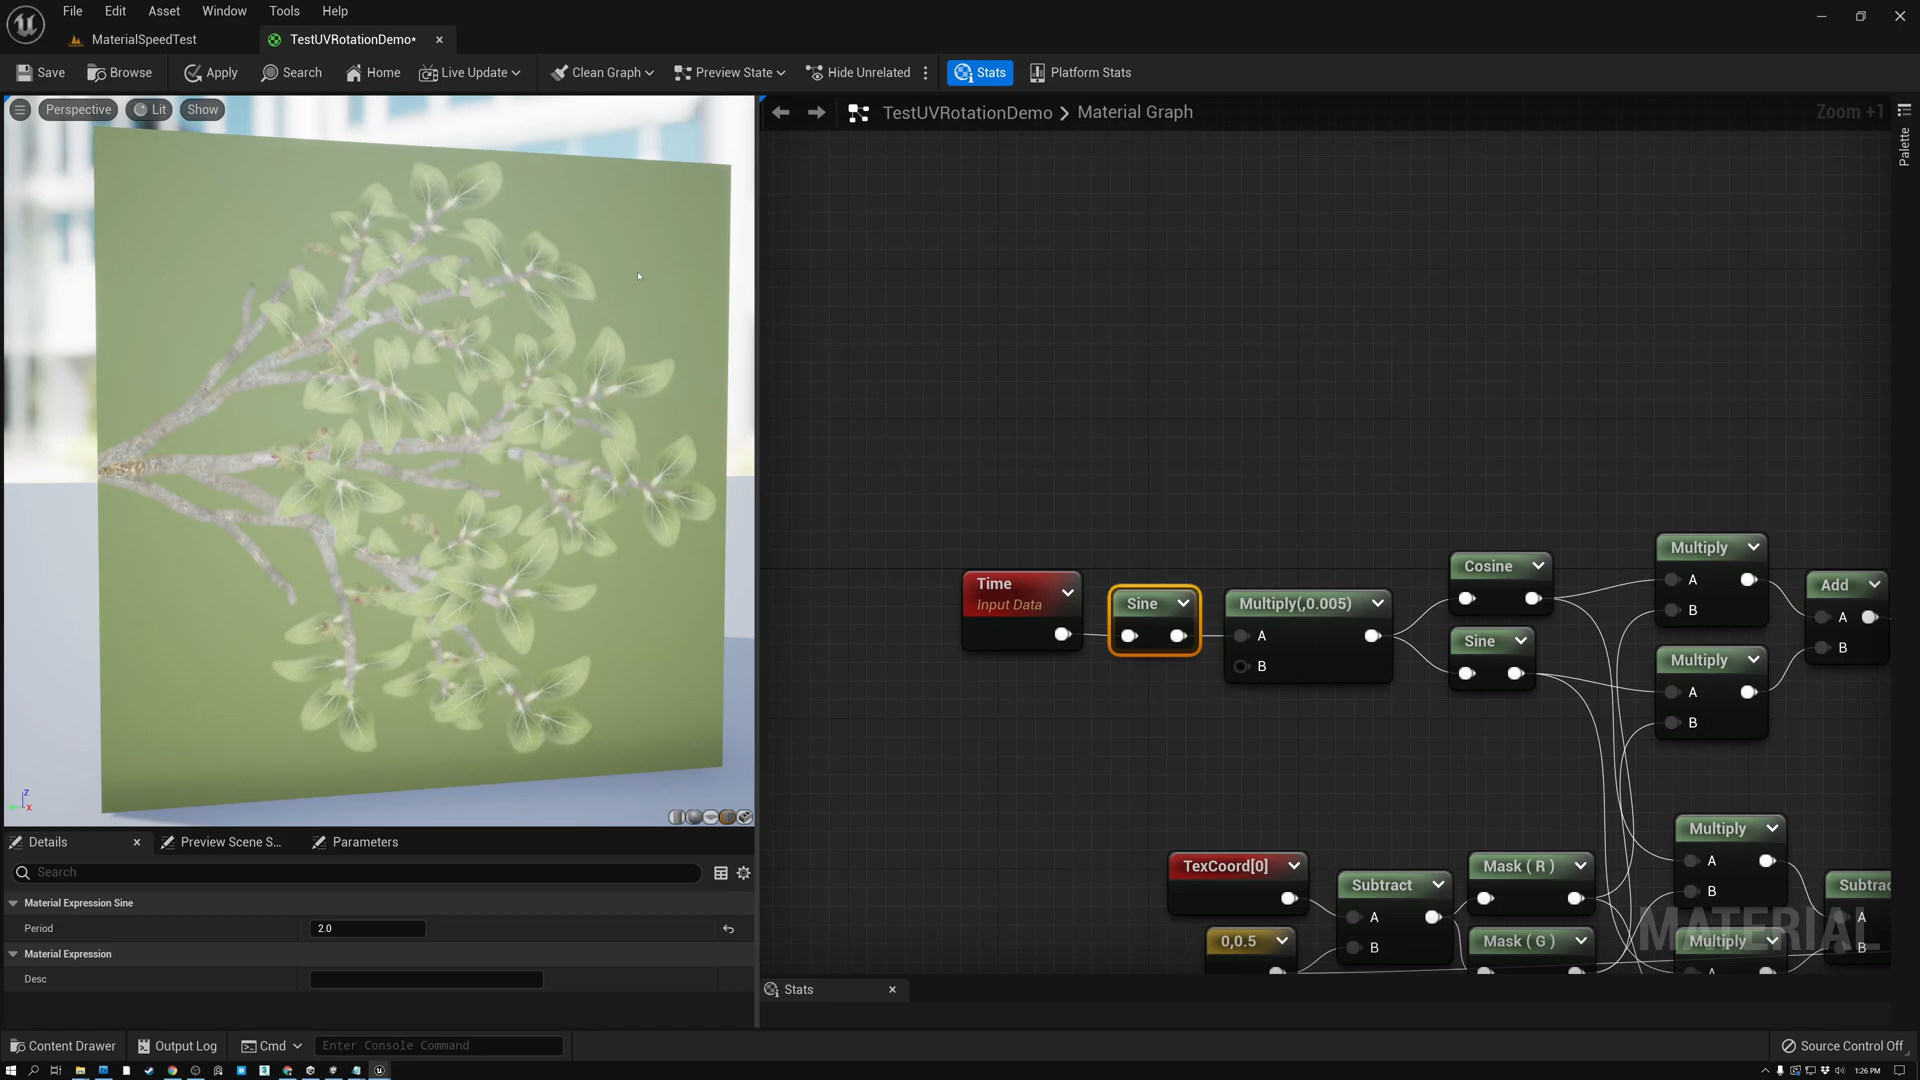 File Edit Asset Window Tools Help
MaterialSpeedTest TestUVRotationDemo*
Save Browse Apply Search Home Live Update Clean Graph Preview State Hide Unrelated Stats Platform Stats
Perspective Lit Show
TestUVRotationDemo > Material Graph
Zoom +1
Palette
Time
Input Data
Sine
Multiply(,0.005)
A
B
Cosine
Sine
Multiply
A
B
Multiply
A
B
Add
A
B
TexCoord[0]
0,0.5
Subtract
A
B
Mask ( R )
Mask ( G )
Multiply
A
B
Multiply
A
Subtrac
A
B
MATERIAL
z
x
Details Preview Scene S... Parameters
Search
Material Expression Sine
Period 2.0
Material Expression
Desc
Stats
Content Drawer Output Log Cmd Enter Console Command Source Control Off
1:26 PM